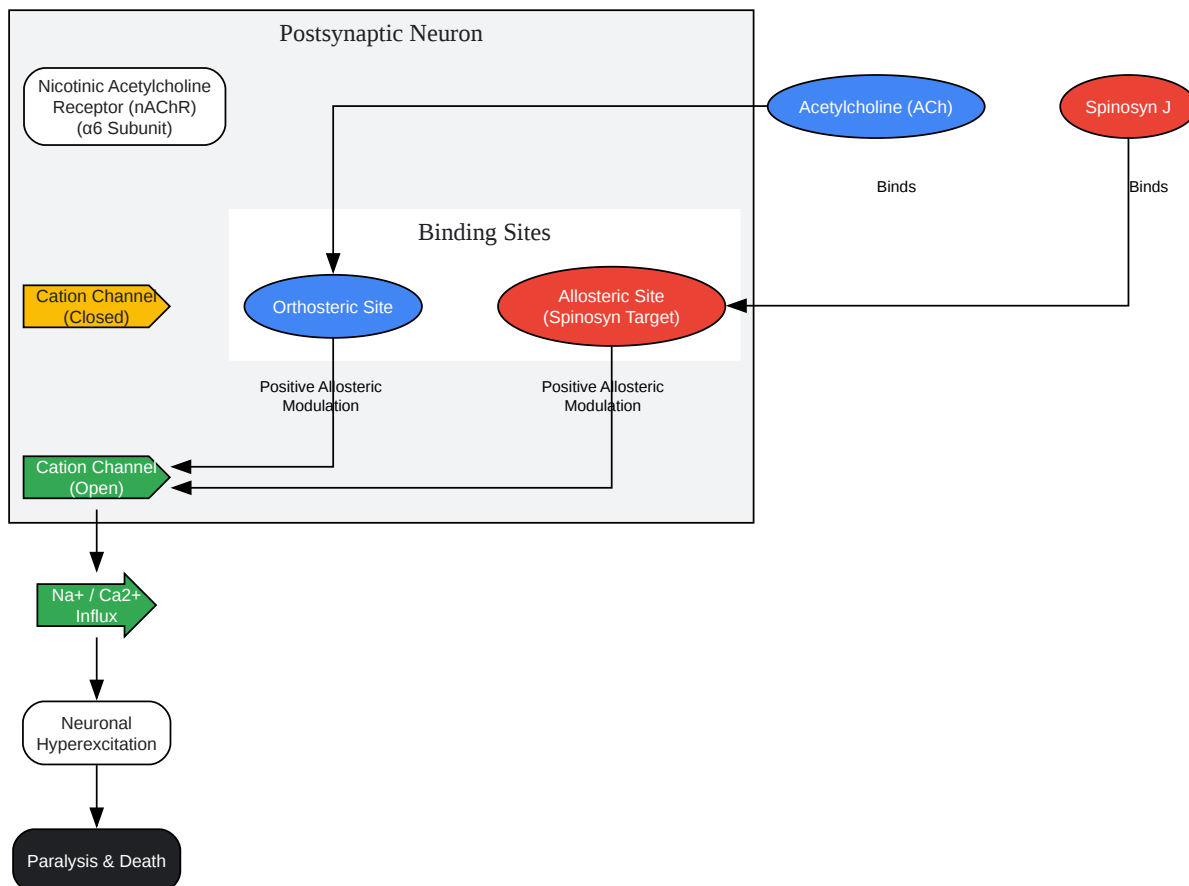 Postsynaptic Neuron
Nicotinic Acetylcholine
Receptor (nAChR)
(α6 Subunit)
Acetylcholine (ACh)
Spinosyn J
Binds
Binds
Binding Sites
Cation Channel
(Closed)
Orthosteric Site
Allosteric Site
(Spinosyn Target)
Positive Allosteric
Modulation
Positive Allosteric
Modulation
Cation Channel
(Open)
Na+ / Ca2+
Influx
Neuronal
Hyperexcitation
Paralysis & Death